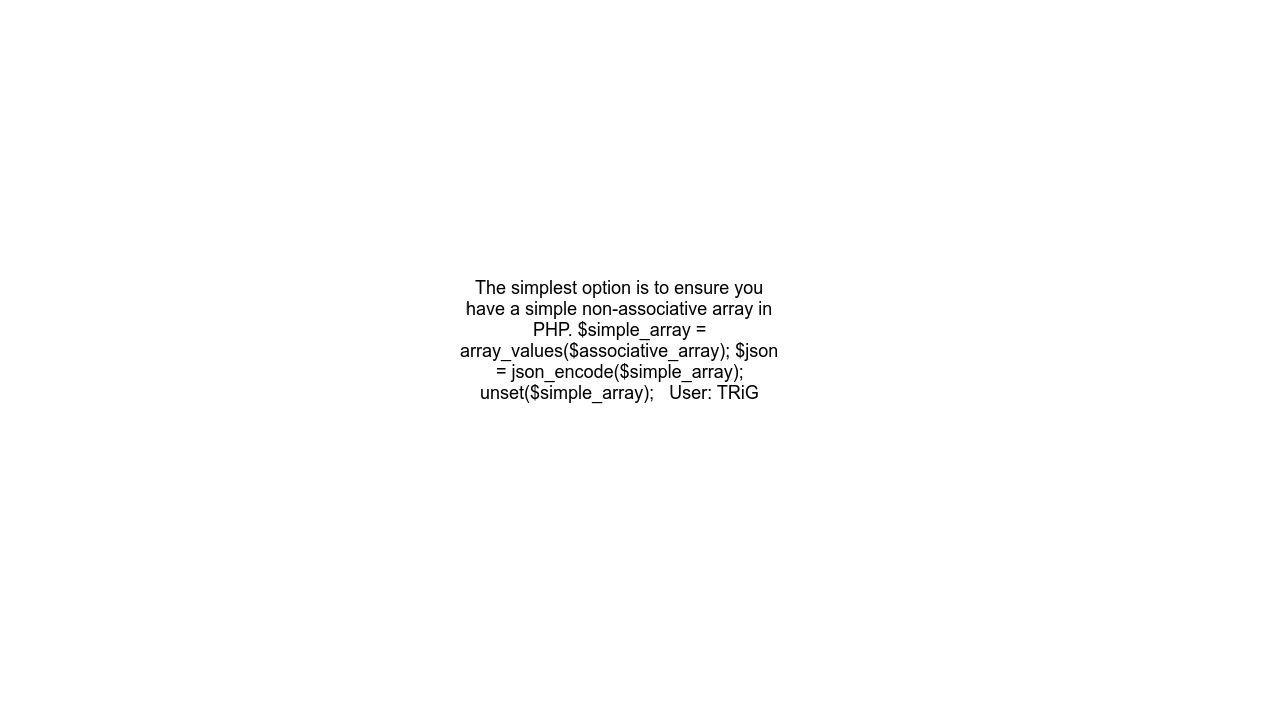 The simplest option is to ensure you
have a simple non-associative array in
PHP. $simple_array =
array_values($associative_array); $json
= json_encode($simple_array);
unset($simple_array);   User: TRiG